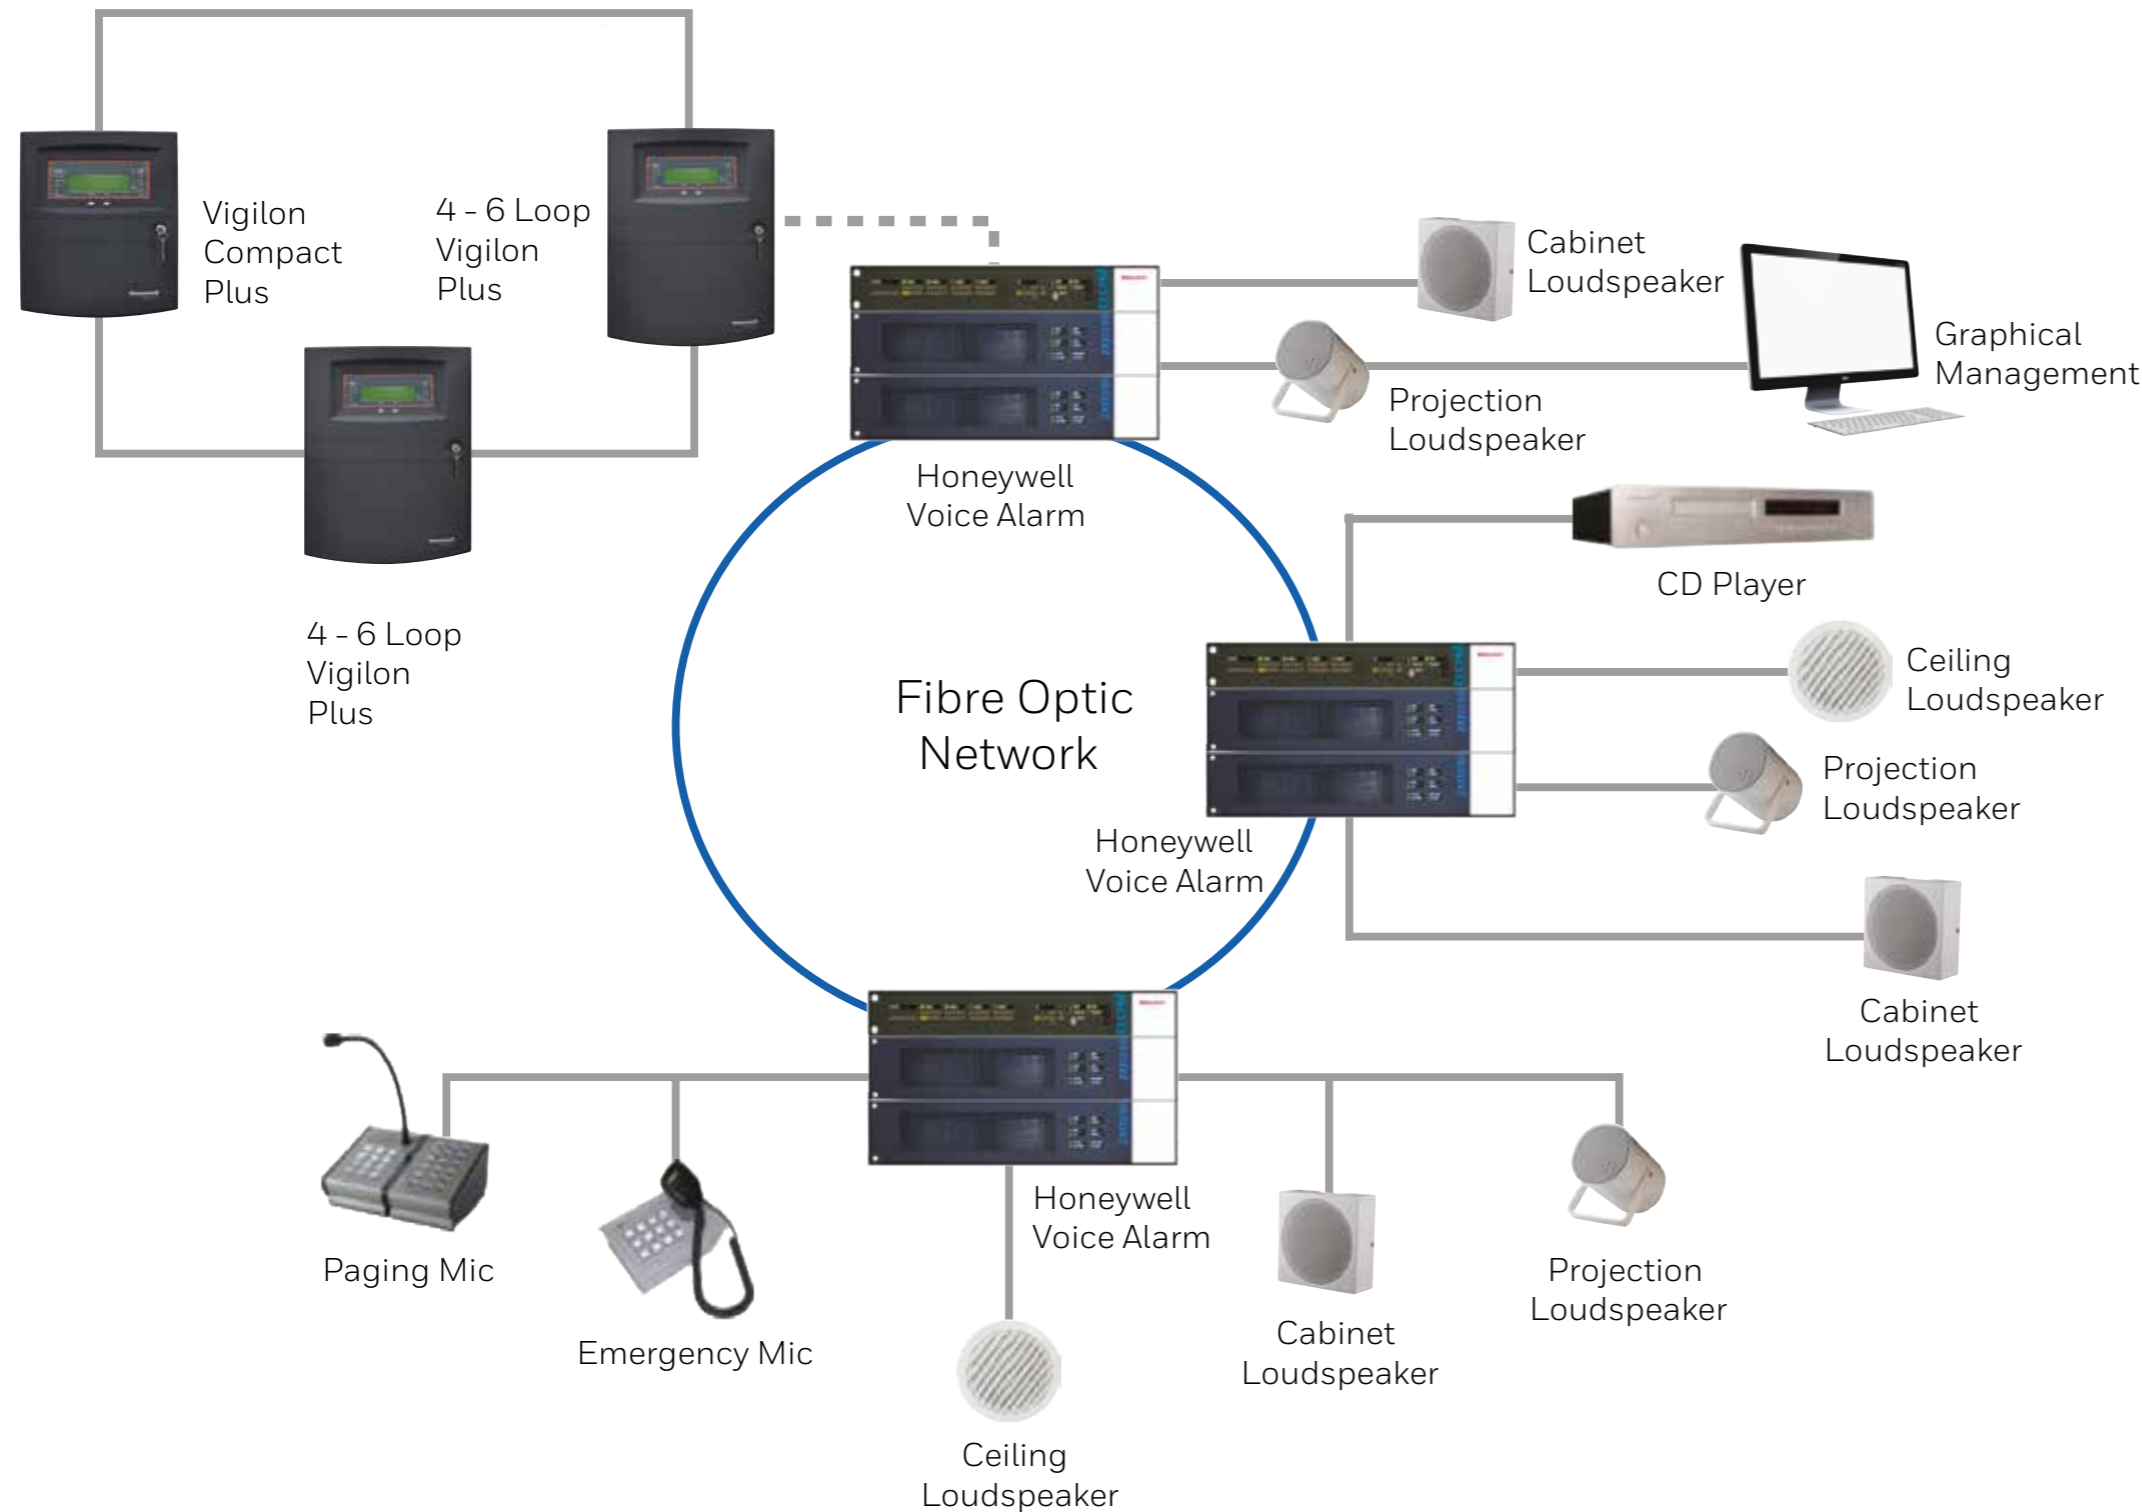 Vigilon
Compact
Plus
4 - 6 Loop
Vigilon
Plus
Cabinet
Loudspeaker
Graphical
Management
Projection
Loudspeaker
Honeywell
Voice Alarm
CD Player
4 - 6 Loop
Vigilon
Plus
Ceiling
Loudspeaker
Fibre Optic
Network
Projection
Loudspeaker
Honeywell
Voice Alarm
Cabinet
Loudspeaker
Honeywell
Voice Alarm
Paging Mic
Emergency Mic
Projection
Loudspeaker
Cabinet
Loudspeaker
Ceiling
Loudspeaker